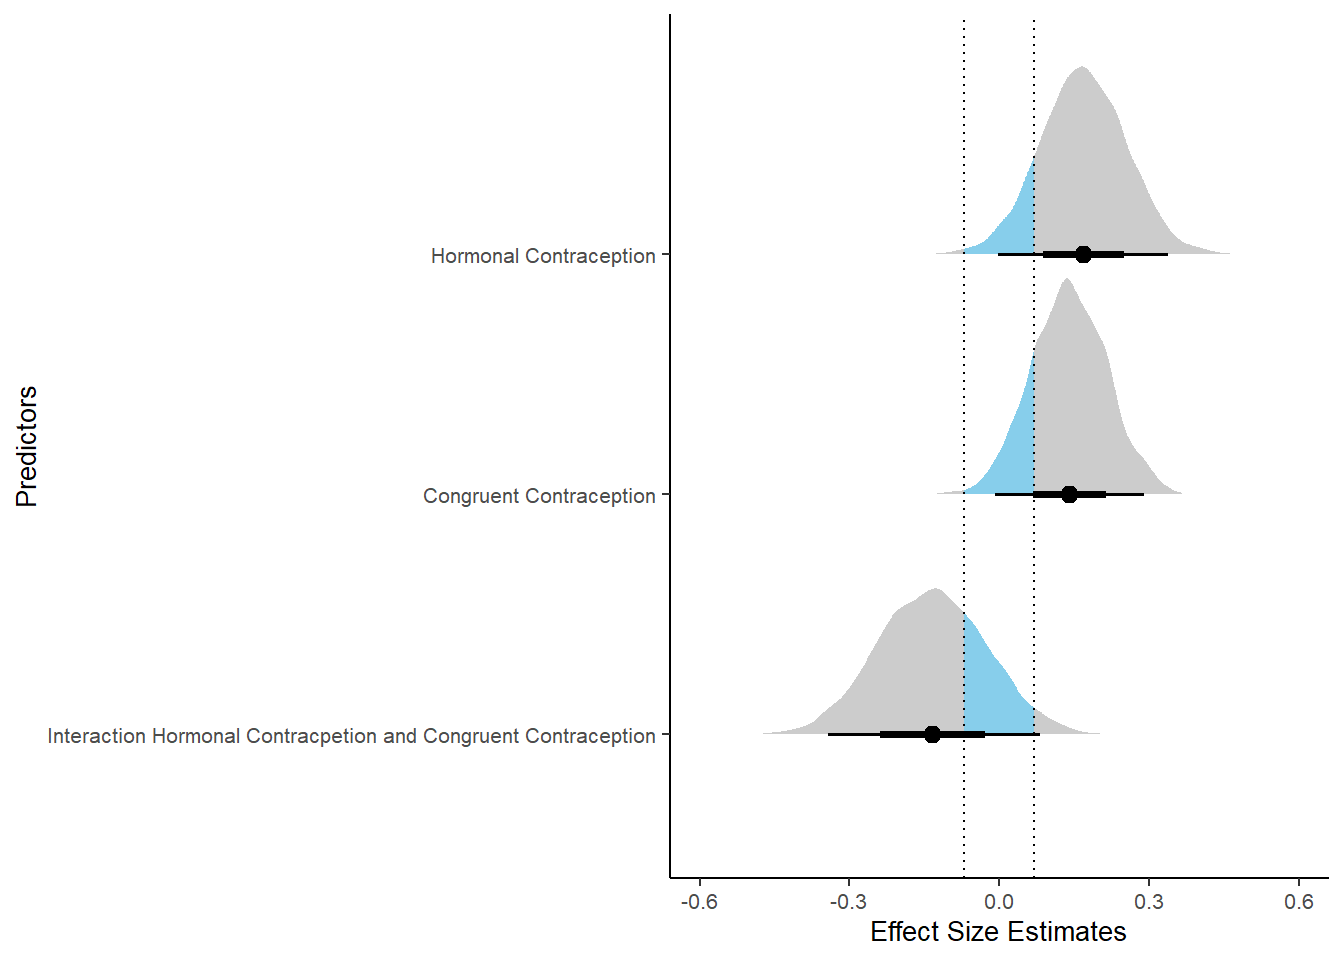 Predictors
Hormonal Contraception
Congruent Contraception
Interaction Hormonal Contracpetion and Congruent Contraception
-0.6 -0.3 0.0 0.3 0.6
Effect Size Estimates